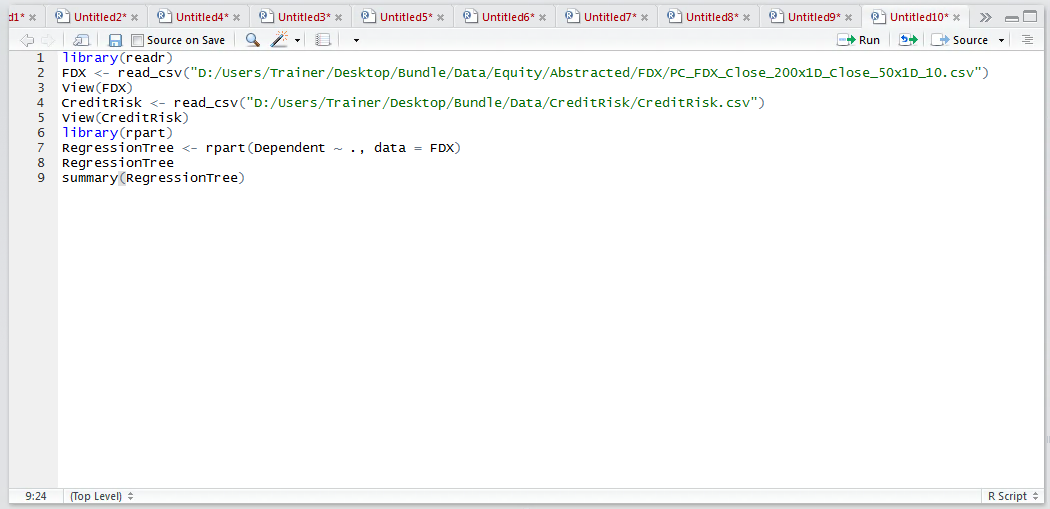 d1* Untitled2* Untitled4* Untitled3* Untitled5* Untitled6* Untitled7* Untitled8* Untitled9* Untitled10*
Source on Save Run Source
1 library(readr)
2 FDX <- read_csv("D:/Users/Trainer/Desktop/Bundle/Data/Equity/Abstracted/FDX/PC_FDX_Close_200x1D_Close_50x1D_10.csv")
3 View(FDX)
4 CreditRisk <- read_csv("D:/Users/Trainer/Desktop/Bundle/Data/CreditRisk/CreditRisk.csv")
5 View(CreditRisk)
6 library(rpart)
7 RegressionTree <- rpart(Dependent ~ ., data = FDX)
8 RegressionTree
9 summary(RegressionTree)
9:24 (Top Level) R Script